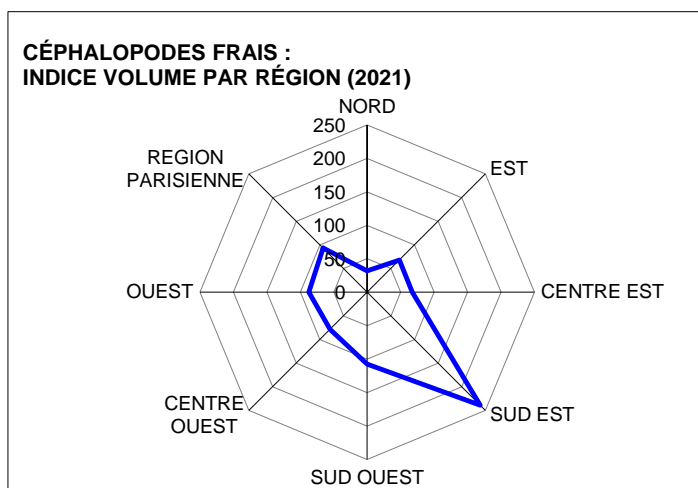 CÉPHALOPODES FRAIS :
INDICE VOLUME PAR RÉGION (2021)
NORD
250
200
150
100
50
0
REGION
PARISIENNE
EST
OUEST
CENTRE EST
CENTRE
OUEST
SUD EST
SUD OUEST